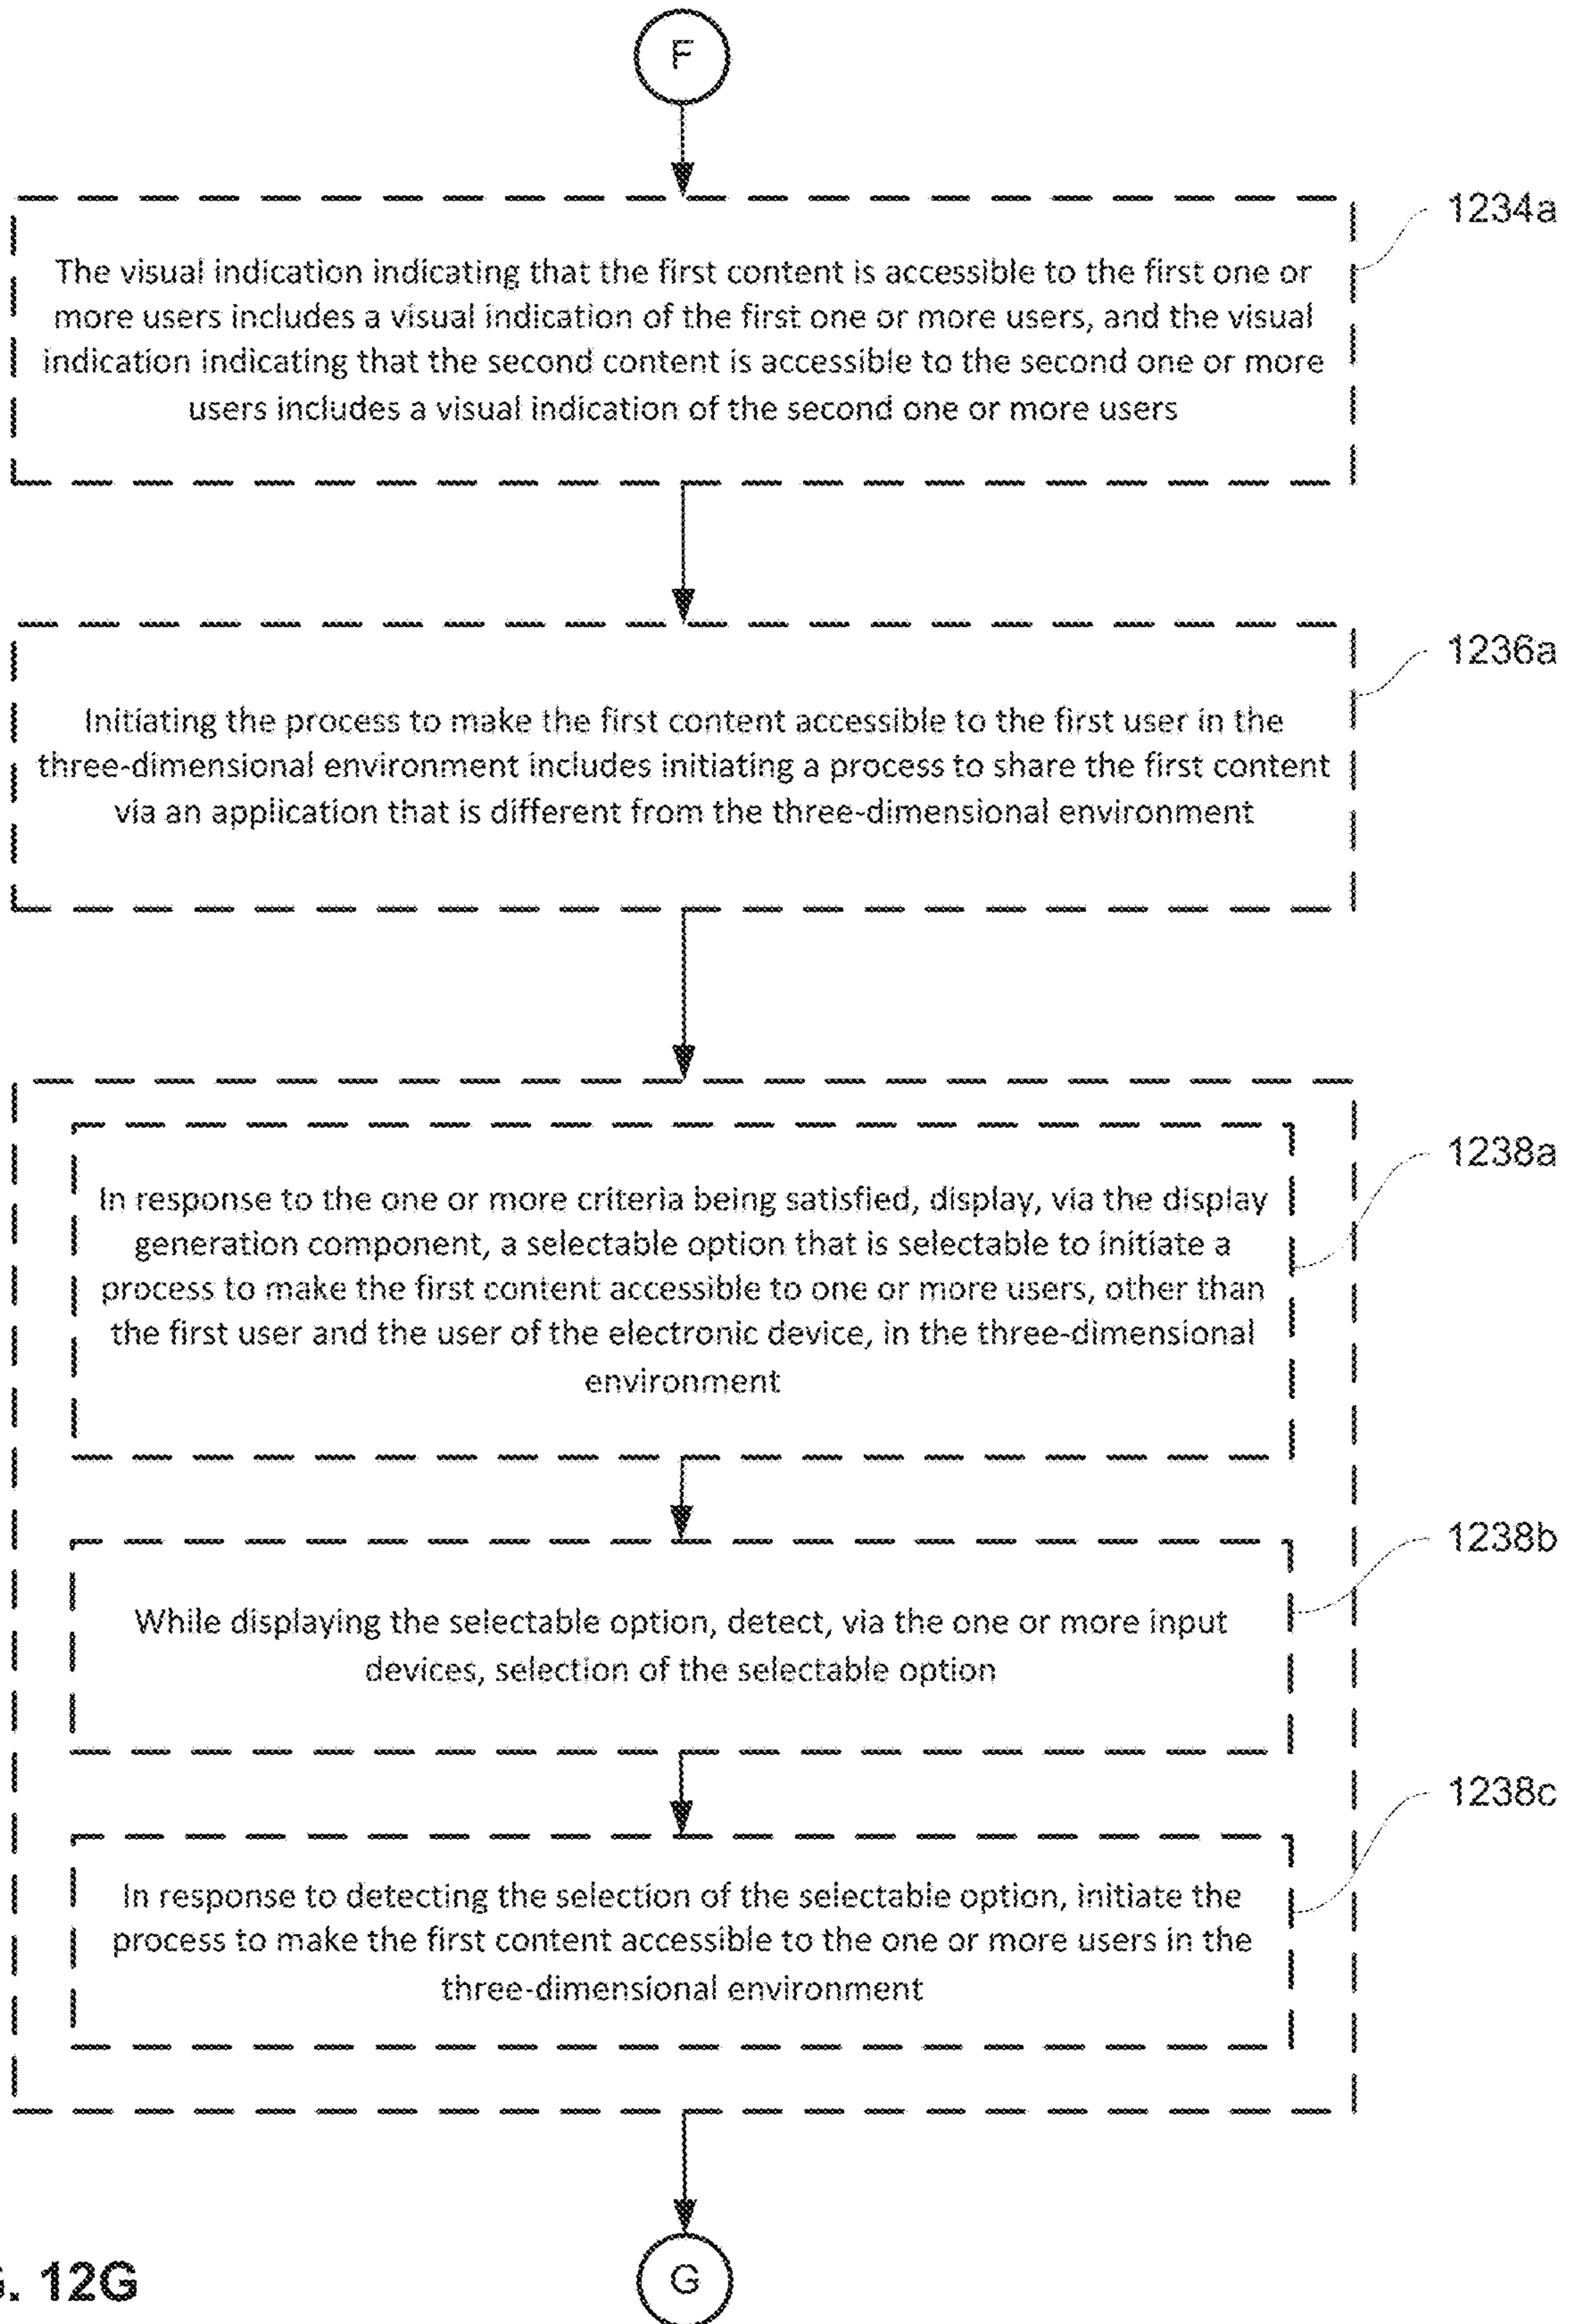 F
1234a
The visual indication indicating that the first content is accessible to the first one or
more users includes a visual indication of the first one or more users, and the visual
indication indicating that the second content is accessible to the second one or more
users includes a visual indication of the second one or more users
1236a
Initiating the process to make the first content accessible to the first user in the
three-dimensional environment includes initiating a process to share the first content
via an application that is different from the three-dimensional environment
1238a
In response to the one or more criteria being satisfied, display, via the display
generation component, a selectable option that is selectable to initiate a
process to make the first content accessible to one or more users, other than
the first user and the user of the electronic device, in the three-dimensional
environment
1238b
While displaying the selectable option, detect, via the one or more input
devices, selection of the selectable option
1238c
In response to detecting the selection of the selectable option, initiate the
process to make the first content accessible to the one or more users in the
three-dimensional environment
G. 12G
G